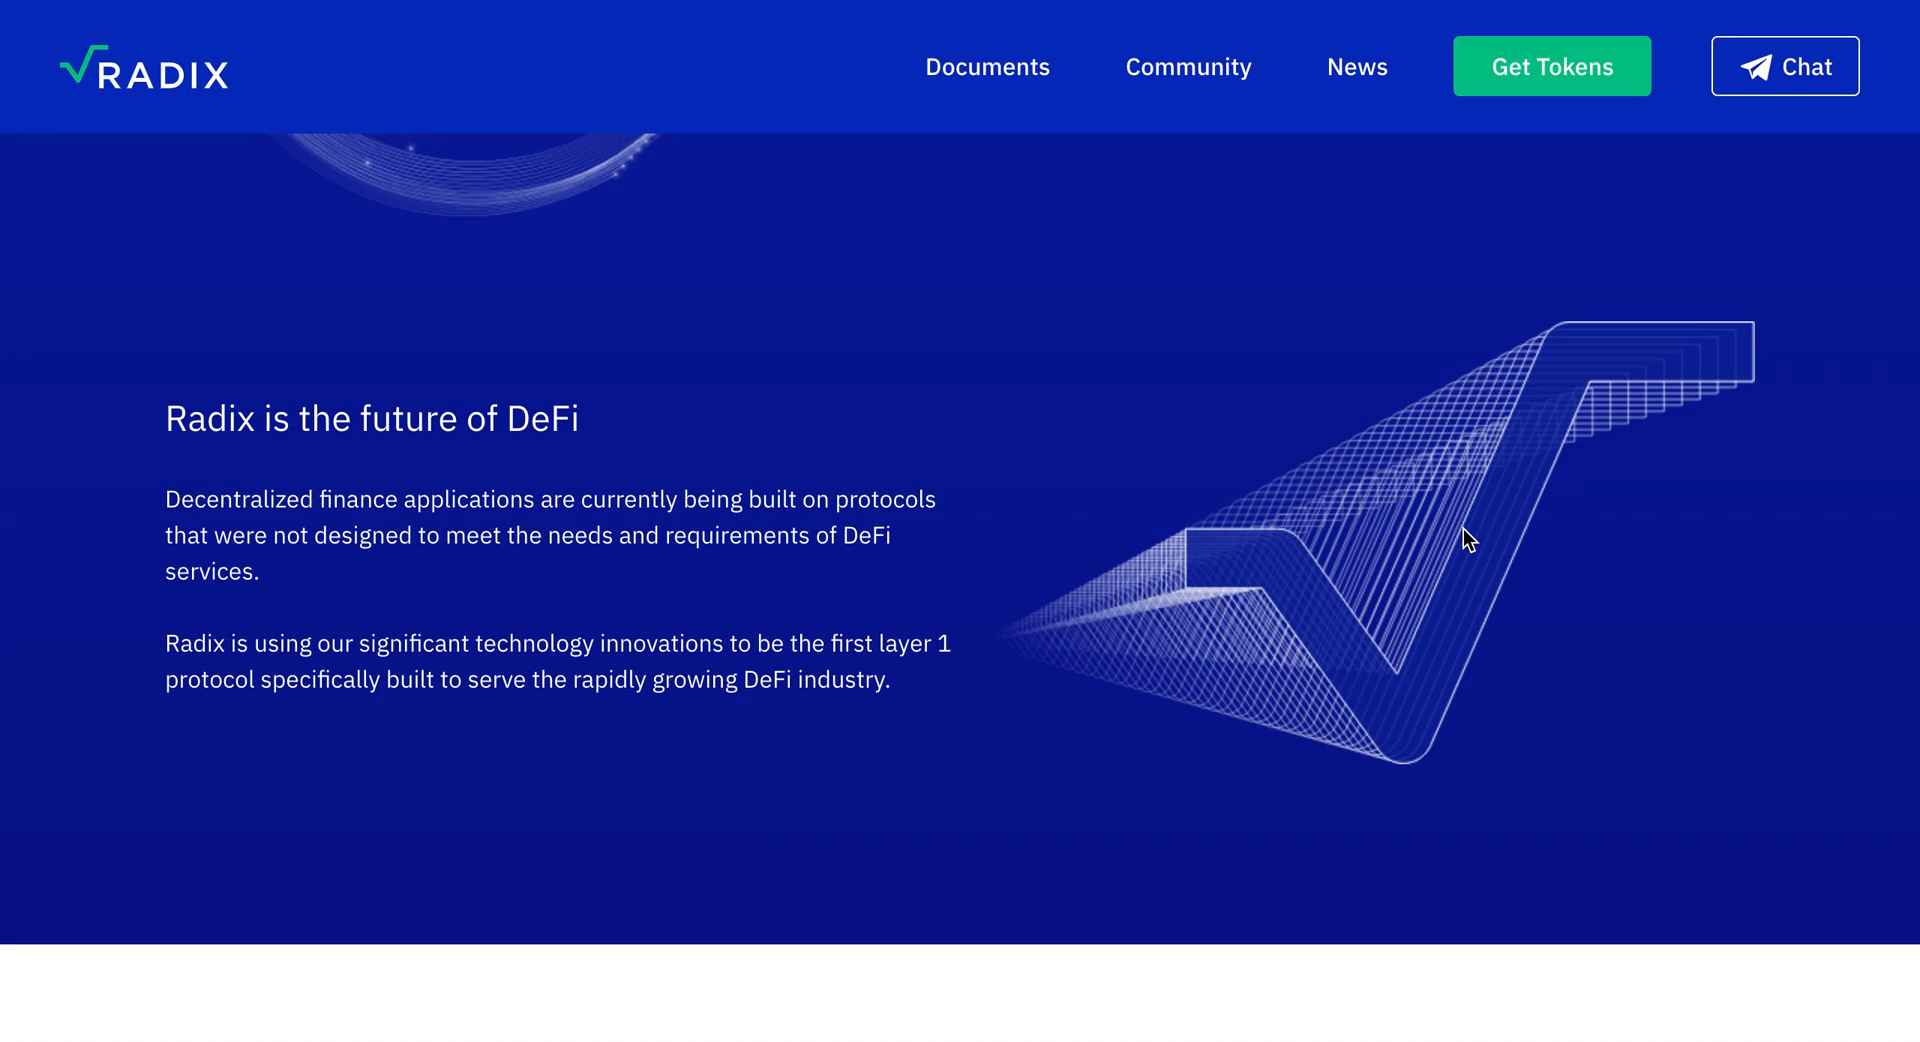 RADIX
Documents
Community
News
Get Tokens
Chat
Radix is the future of DeFi
Decentralized finance applications are currently being built on protocols
that were not designed to meet the needs and requirements of DeFi
services.
Radix is using our significant technology innovations to be the first layer 1
protocol specifically built to serve the rapidly growing DeFi industry.